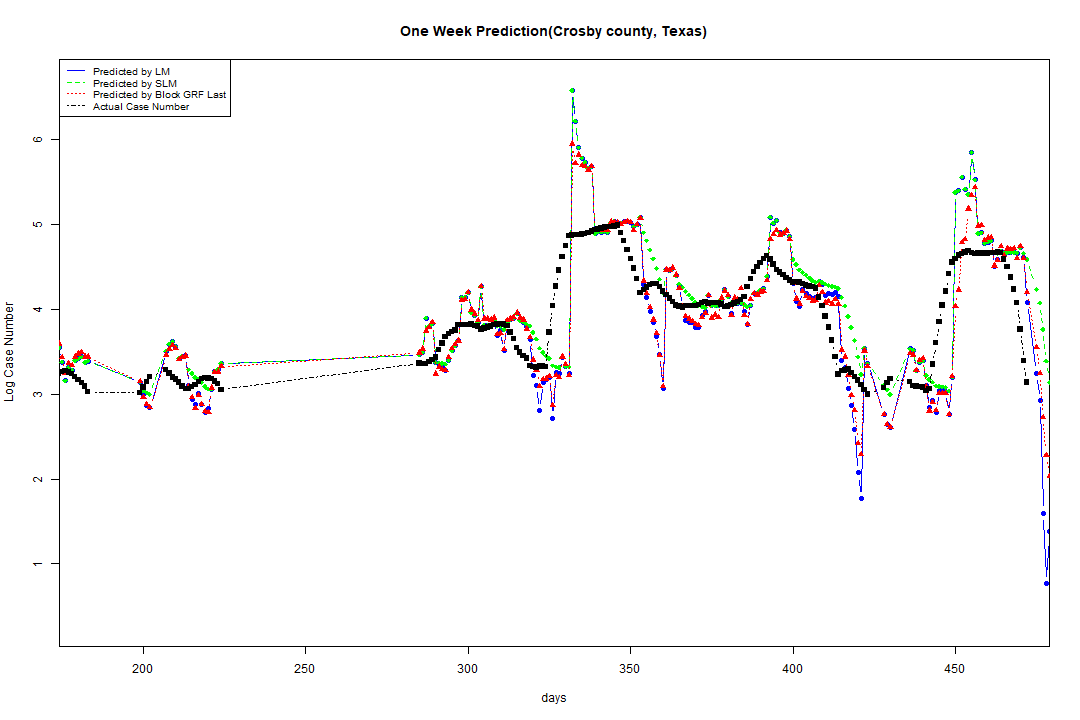 One Week Prediction(Crosby county, Texas)
Predicted by LM
Predicted by SLM
Predicted by Block GRF Last
Actual Case Number
6
5
4
3
2
1
Log Case Number
200 250 300 350 400 450
days